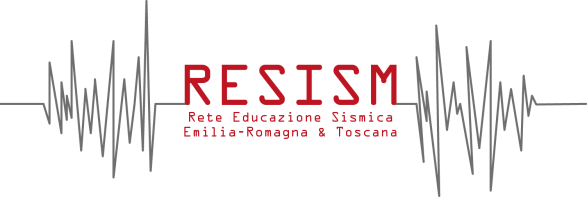 RESISM
Rete Educazione Sismica
Emilia-Romagna & Toscana